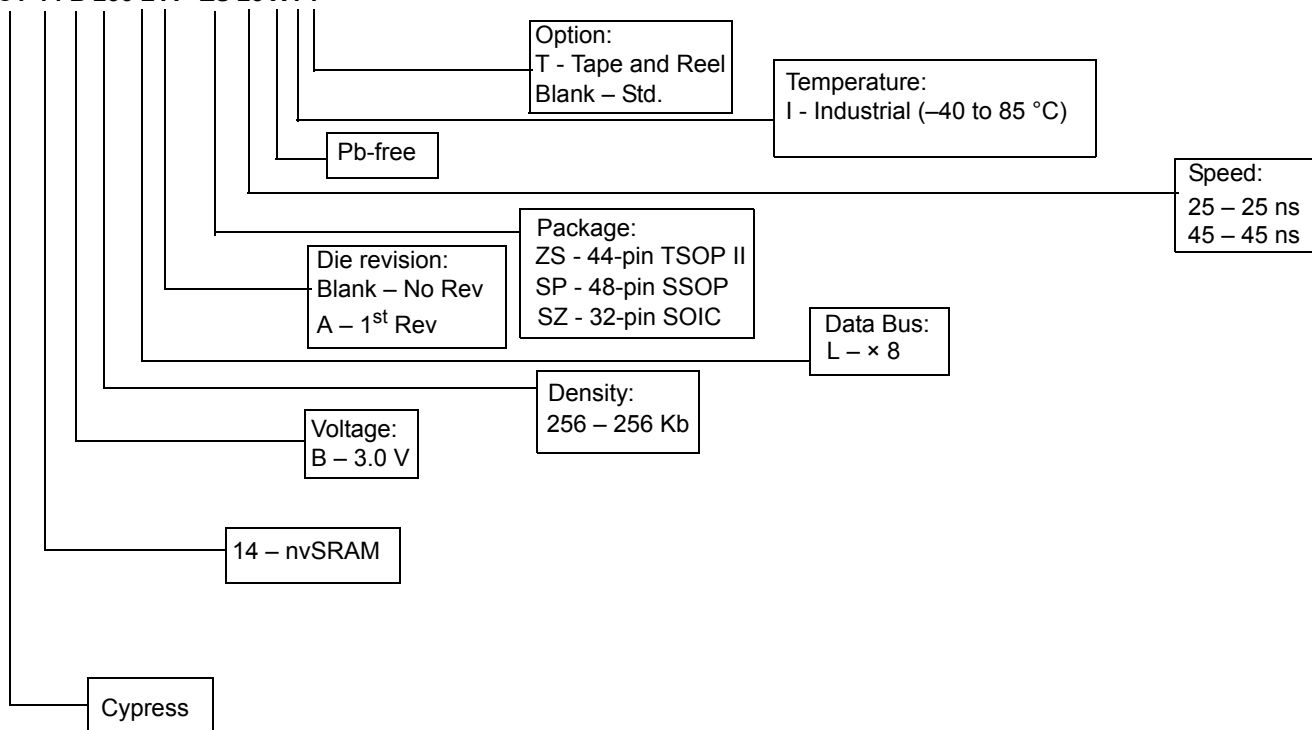 Option:
T - Tape and Reel
Blank – Std.
Temperature:
I - Industrial (–40 to 85 °C)
Pb-free
Speed:
25 – 25 ns
45 – 45 ns
Package:
ZS - 44-pin TSOP II
SP - 48-pin SSOP
SZ - 32-pin SOIC
Die revision:
Blank – No Rev
A – 1st Rev
Data Bus:
L – × 8
Density:
256 – 256 Kb
Voltage:
B – 3.0 V
14 – nvSRAM
Cypress